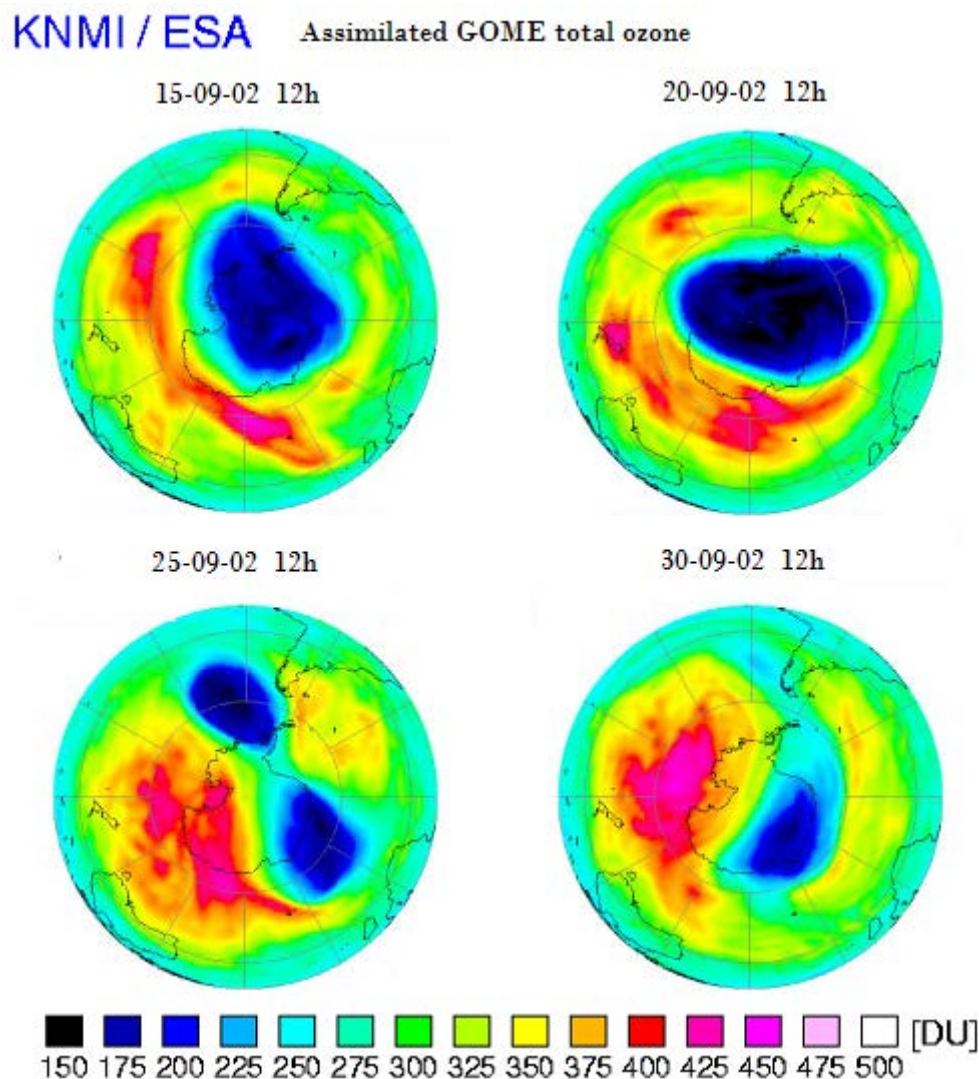 KNMI / ESA Assimilated GOME total ozone
15-09-02 12h 20-09-02 12h
25-09-02 12h 30-09-02 12h
[DU]
150 175 200 225 250 275 300 325 350 375 400 425 450 475 500